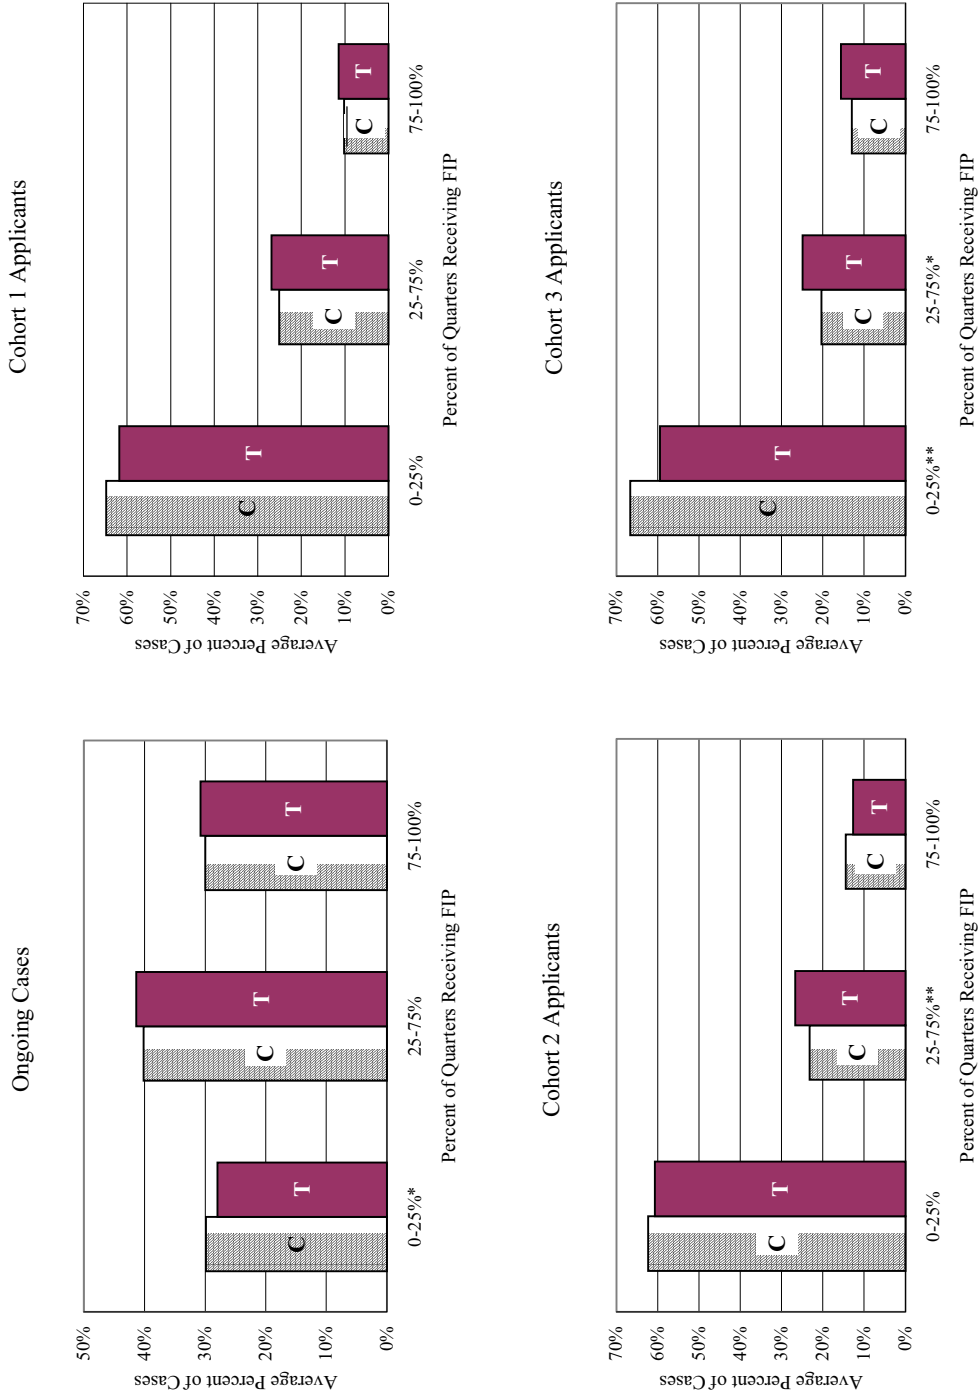 Ongoing Cases
Average Percent of Cases
50%
40%
30%
20%
10%
0%
C
T
C
T
C
T
0-25%*
25-75%
75-100%
Percent of Quarters Receiving FIP
Cohort 1 Applicants
Average Percent of Cases
70%
60%
50%
40%
30%
20%
10%
0%
C
T
C
T
C
T
0-25%
25-75%
75-100%
Percent of Quarters Receiving FIP
Cohort 2 Applicants
Average Percent of Cases
70%
60%
50%
40%
30%
20%
10%
0%
C
T
C
T
C
T
0-25%
25-75%**
75-100%
Percent of Quarters Receiving FIP
Cohort 3 Applicants
Average Percent of Cases
70%
60%
50%
40%
30%
20%
10%
0%
C
T
C
T
C
T
0-25%**
25-75%*
75-100%
Percent of Quarters Receiving FIP